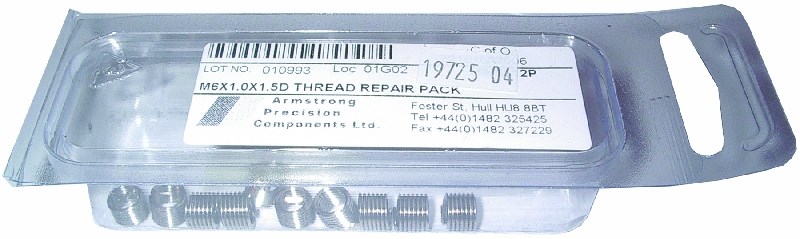 C of O
LOT NO. 010993 Loc 01G02
19725 04
2P
M6X1.0X1.5D THREAD REPAIR PACK
Armstrong
Precision
Components Ltd.
Foster St, Hull HU8 8BT
Tel +44(0)1482 325425
Fax +44(0)1482 327229